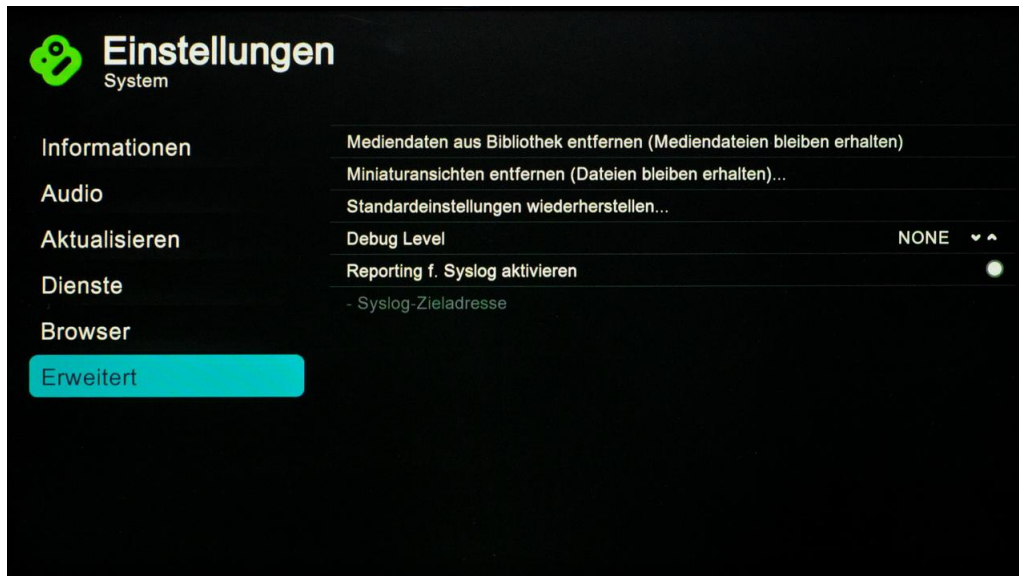 Einstellungen
System
Informationen
Audio
Aktualisieren
Dienste
Browser
Erweitert
Mediendaten aus Bibliothek entfernen (Mediendateien bleiben erhalten)
Miniaturansichten entfernen (Dateien bleiben erhalten)...
Standardeinstellungen wiederherstellen...
Debug Level NONE
Reporting f. Syslog aktivieren
- Syslog-Zieladresse